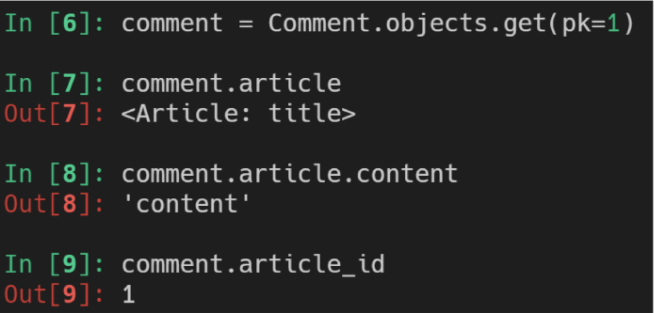 In [6]: comment = Comment.objects.get(pk=1)
In [7]: comment.article
Out[7]: <Article: title>
In [8]: comment.article.content
Out[8]: 'content'
In [9]: comment.article_id
Out[9]: 1